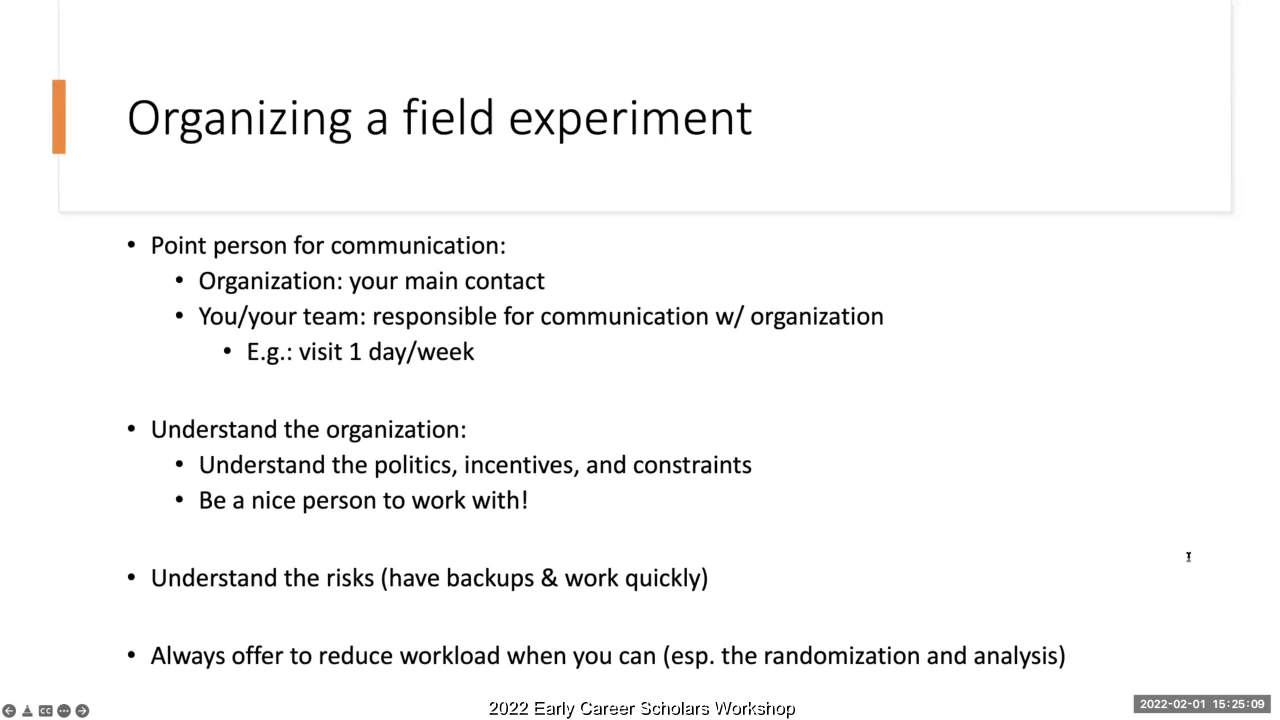 Organizing a field experiment
• Point person for communication:
• Organization: your main contact
• You/your team: responsible for communication w/ organization
• E.g.: visit 1 day/week
• Understand the organization:
• Understand the politics, incentives, and constraints
• Be a nice person to work with!
• Understand the risks (have backups & work quickly)
• Always offer to reduce workload when you can (esp. the randomization and analysis)
CC
2022 Early Career Scholars Workshop
2022-02-01 15:25:09